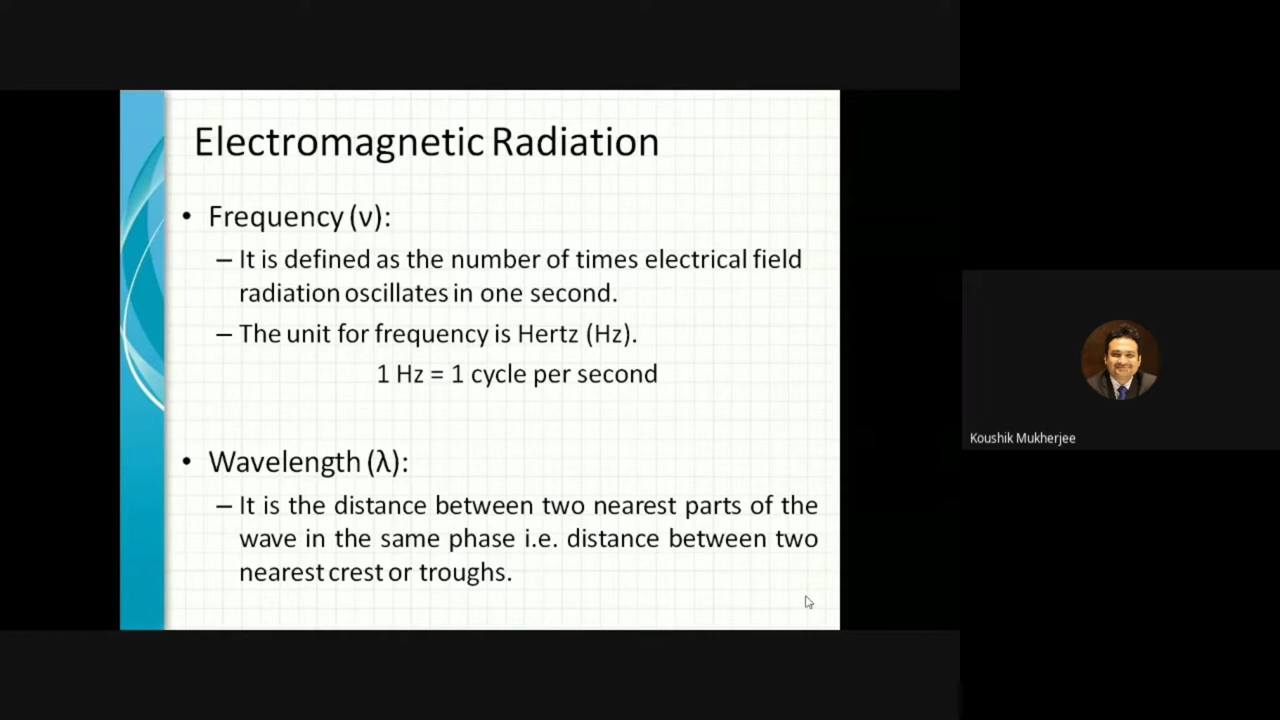 Electromagnetic Radiation
• Frequency (ν):
– It is defined as the number of times electrical field
radiation oscillates in one second.
– The unit for frequency is Hertz (Hz).
1 Hz = 1 cycle per second
• Wavelength (λ):
– It is the distance between two nearest parts of the
wave in the same phase i.e. distance between two
nearest crest or troughs.
Koushik Mukherjee